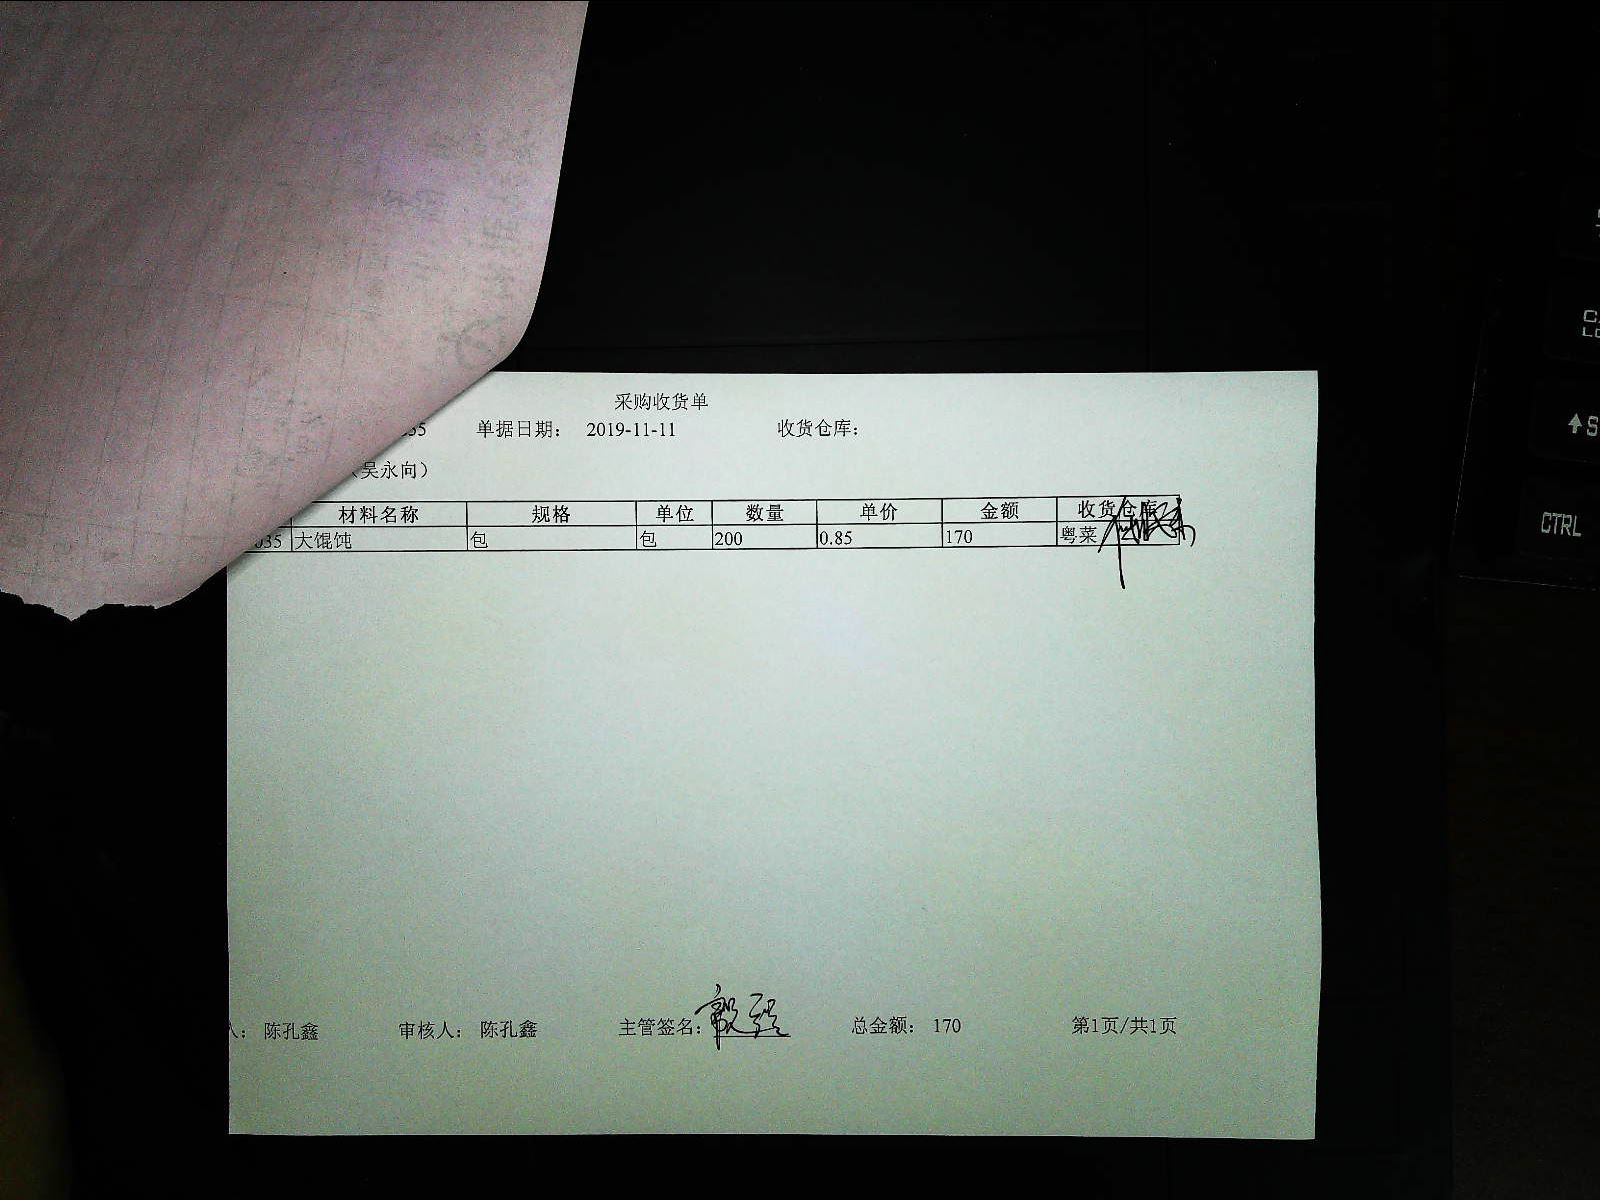 采购收货单
单据日期： 2019-11-11 收货仓库：
（吴永向）
材料名称 规格 单位 数量 单价 金额 收货仓库
035 大馄饨 包 包 200 0.85 170 粤菜
人： 陈孔鑫 审核人： 陈孔鑫 主管签名： 总金额： 170 第1页/共1页
CTRL